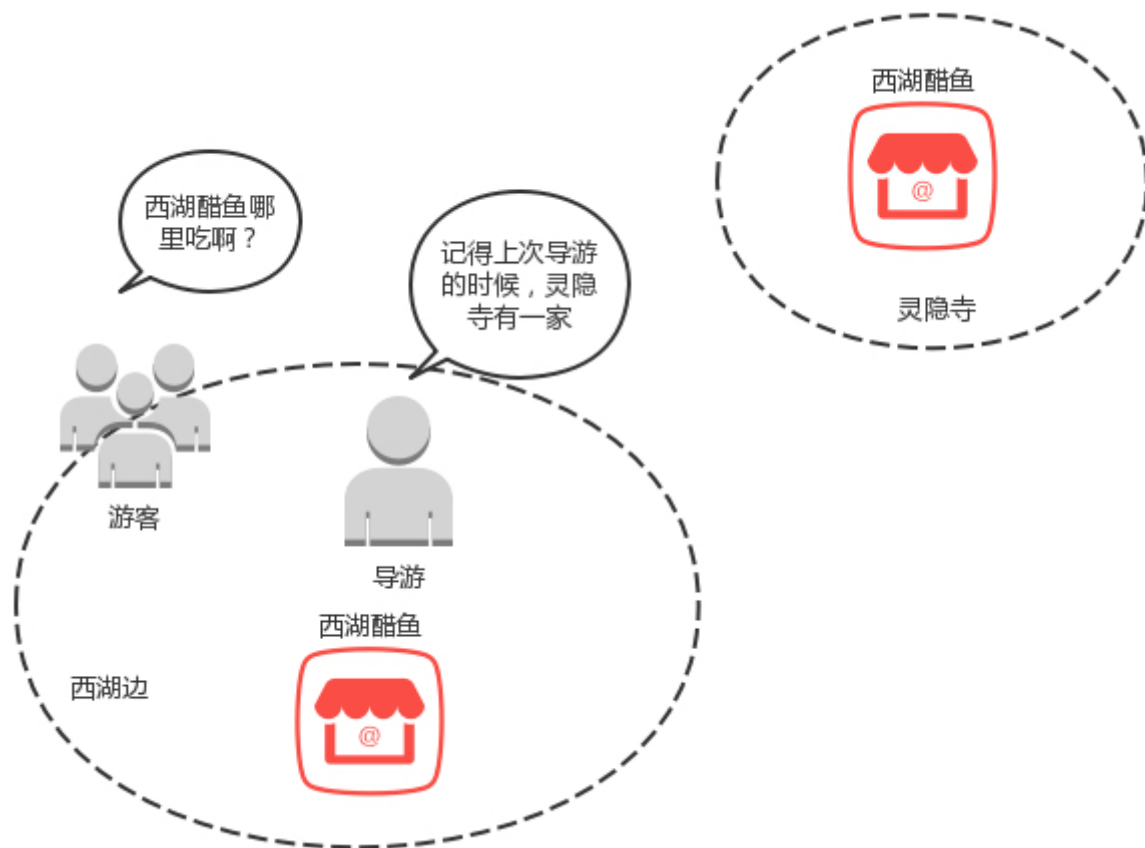 西湖醋鱼
@
灵隐寺
西湖醋鱼哪
里吃啊？
记得上次导游
的时候，灵隐
寺有一家
游客
导游
西湖醋鱼
西湖边
@